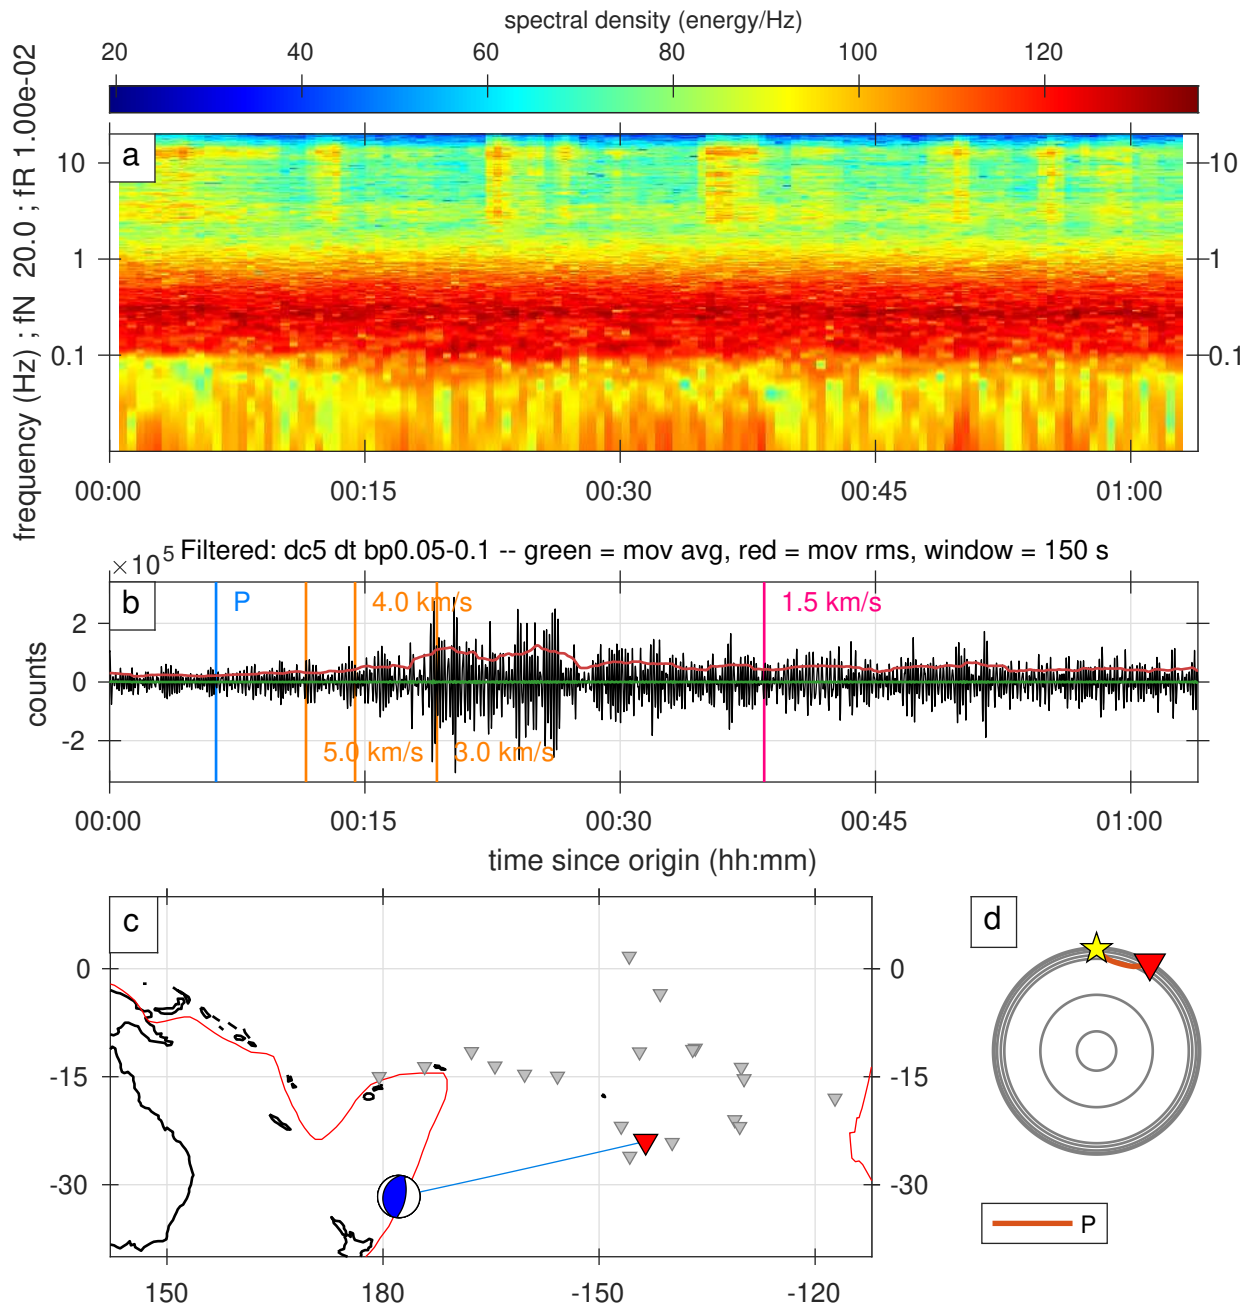 spectral density (energy/Hz)
20 40 60 80 100 120
frequency (Hz) ; fN 20.0 ; fR 1.00e-02
a
10 10
1 1
0.1 0.1
00:00 00:15 00:30 00:45 01:00
×10^5 Filtered: dc5 dt bp0.05-0.1 -- green = mov avg, red = mov rms, window = 150 s
b
P 4.0 km/s 1.5 km/s
2
0
-2
counts
5.0 km/s 3.0 km/s
00:00 00:15 00:30 00:45 01:00
time since origin (hh:mm)
c
d
0 0
-15 -15
-30 -30
150 180 -150 -120
P